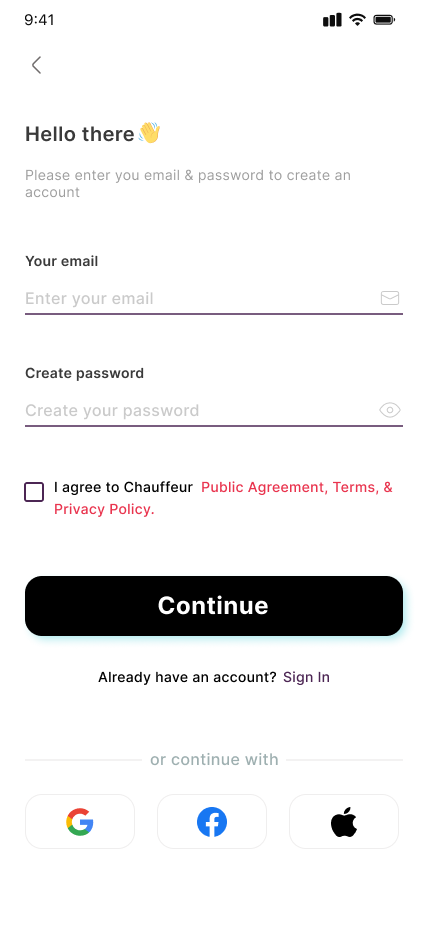 9:41
Hello there👋
Please enter you email & password to create an
account
Your email
Enter your email
Create password
Create your password
I agree to Chauffeur Public Agreement, Terms, &
Privacy Policy.
Continue
Already have an account? Sign In
or continue with